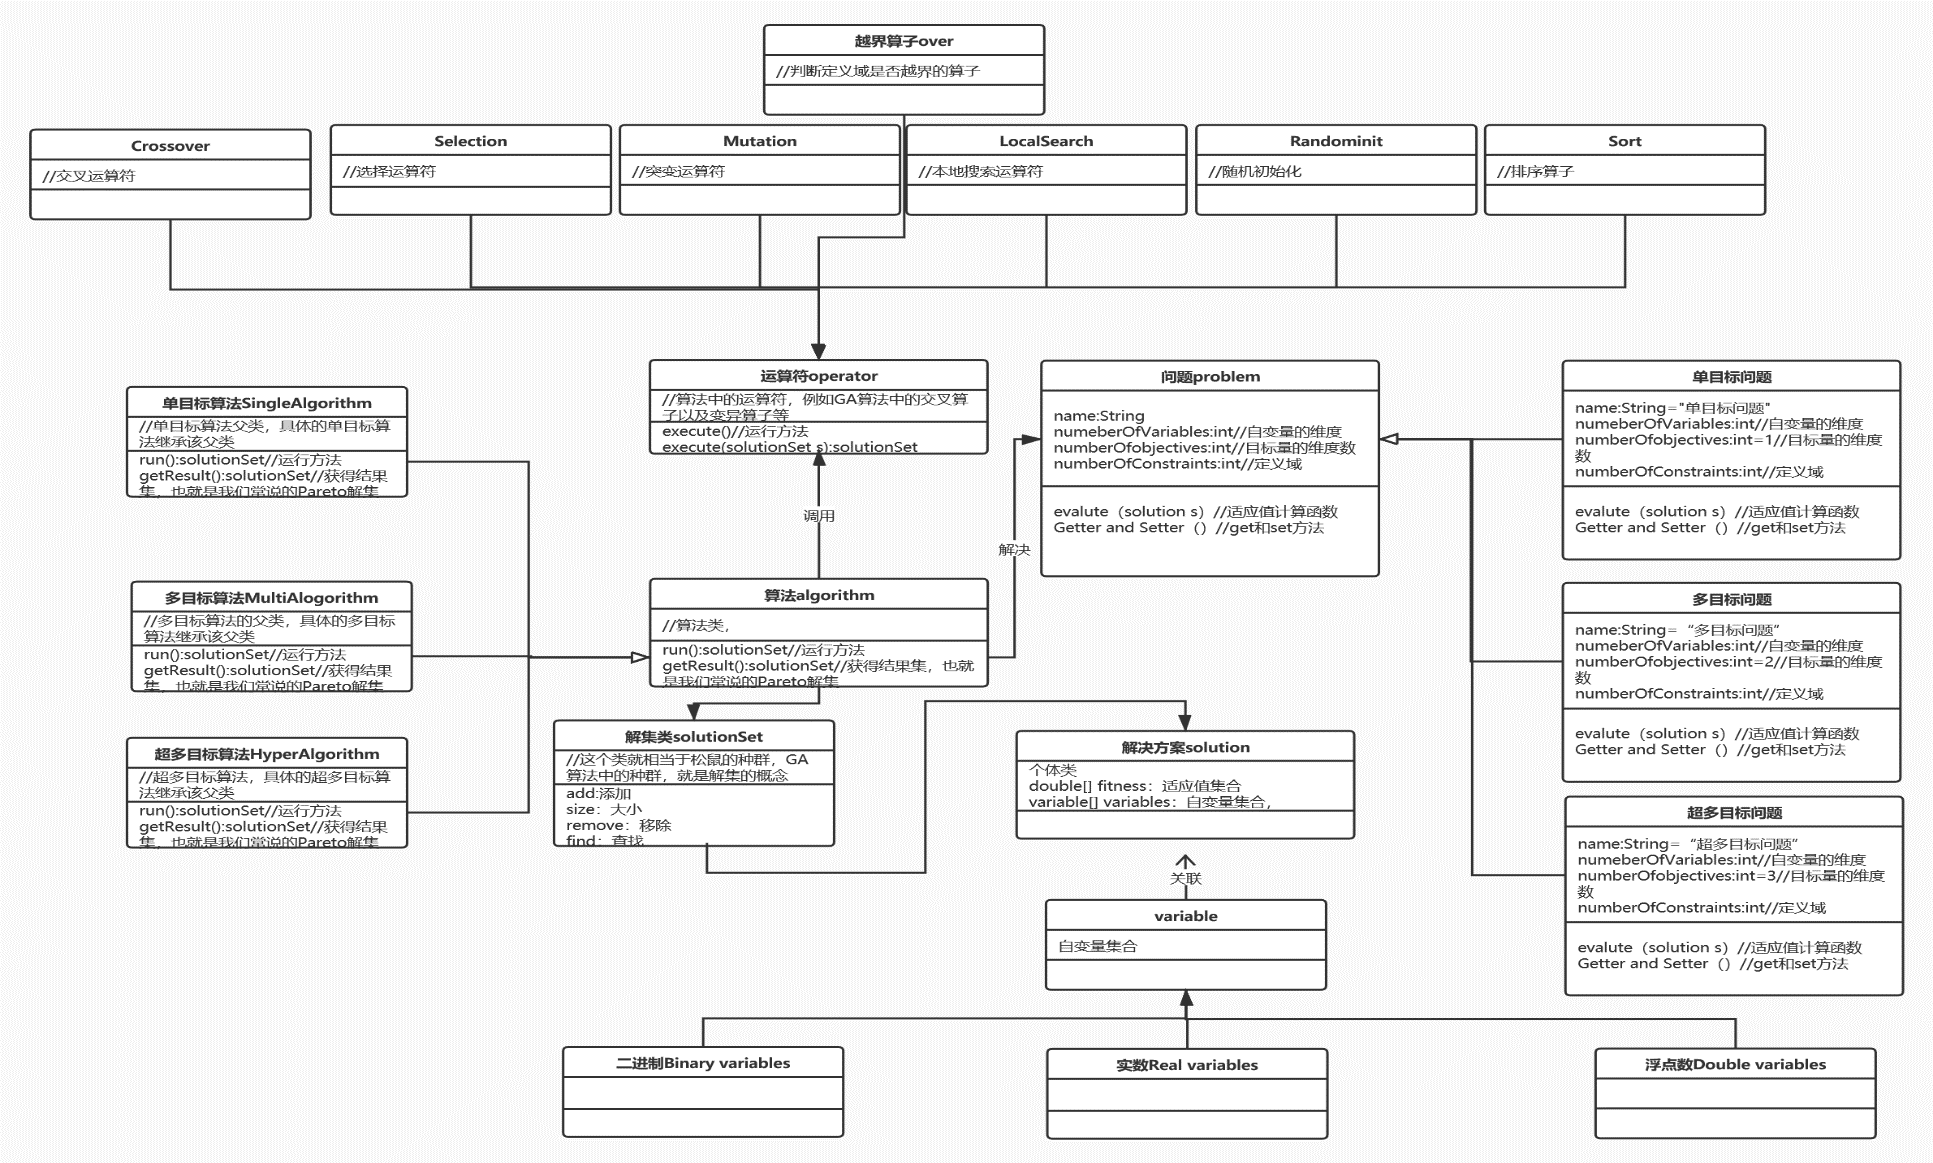 越界算子over
//判断定义域是否越界的算子
Crossover
//交叉运算符
Selection
//选择运算符
Mutation
//突变运算符
LocalSearch
//本地搜索运算符
Randominit
//随机初始化
Sort
//排序算子
运算符operator
//算法中的运算符，例如GA算法中的交叉算
子以及变异算子等
execute()//运行方法
execute(solutionSet s):solutionSet
问题problem
name:String
numeberOfVariables:int//自变量的维度
numberOfobjectives:int//目标量的维度数
numberOfConstraints:int//定义域
evalute（solution s）//适应值计算函数
Getter and Setter（）//get和set方法
单目标问题
name:String="单目标问题"
numeberOfVariables:int//自变量的维度
numberOfobjectives:int=1//目标量的维度
数
numberOfConstraints:int//定义域
evalute（solution s）//适应值计算函数
Getter and Setter（）//get和set方法
单目标算法SingleAlgorithm
//单目标算法父类，具体的单目标算
法继承该父类
run():solutionSet//运行方法
getResult():solutionSet//获得结果
集，也就是我们常说的Pareto解集
调用
解决
多目标算法MultiAlogorithm
//多目标算法的父类，具体的多目标
算法继承该父类
run():solutionSet//运行方法
getResult():solutionSet//获得结果
集，也就是我们常说的Pareto解集
算法algorithm
//算法类，
run():solutionSet//运行方法
getResult():solutionSet//获得结果集，也就
是我们常说的Pareto解集
多目标问题
name:String=“多目标问题”
numeberOfVariables:int//自变量的维度
numberOfobjectives:int=2//目标量的维度
数
numberOfConstraints:int//定义域
evalute（solution s）//适应值计算函数
Getter and Setter（）//get和set方法
超多目标算法HyperAlgorithm
//超多目标算法，具体的超多目标算
法继承该父类
run():solutionSet//运行方法
getResult():solutionSet//获得结果
集，也就是我们常说的Pareto解集
解集类solutionSet
//这个类就相当于松鼠的种群，GA
算法中的种群，就是解集的概念
add:添加
size：大小
remove：移除
find：查找
解决方案solution
个体类
double[] fitness：适应值集合
variable[] variables：自变量集合，
超多目标问题
name:String=“超多目标问题”
numeberOfVariables:int//自变量的维度
numberOfobjectives:int=3//目标量的维度
数
numberOfConstraints:int//定义域
evalute（solution s）//适应值计算函数
Getter and Setter（）//get和set方法
关联
variable
自变量集合
二进制Binary variables
实数Real variables
浮点数Double variables